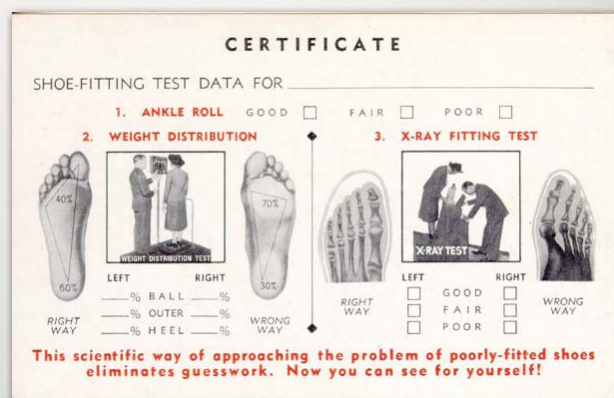 CERTIFICATE
SHOE-FITTING TEST DATA FOR
1. ANKLE ROLL GOOD FAIR POOR
2. WEIGHT DISTRIBUTION
40%
60%
RIGHT
WAY
WEIGHT DISTRIBUTION TEST
70%
30%
WRONG
WAY
LEFT RIGHT
% BALL %
% OUTER %
% HEEL %
3. X-RAY FITTING TEST
RIGHT
WAY
X-RAY TEST
WRONG
WAY
LEFT RIGHT
GOOD
FAIR
POOR
This scientific way of approaching the problem of poorly-fitted shoes
eliminates guesswork. Now you can see for yourself!